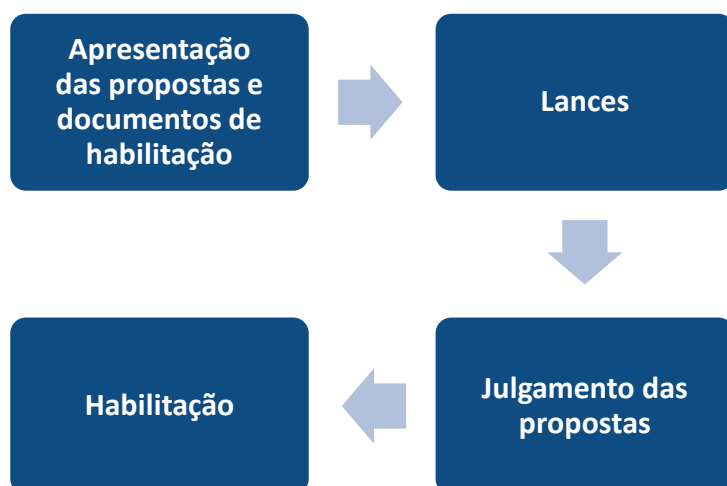 Apresentação
das propostas e
documentos de
habilitação
Lances
Julgamento das
propostas
Habilitação